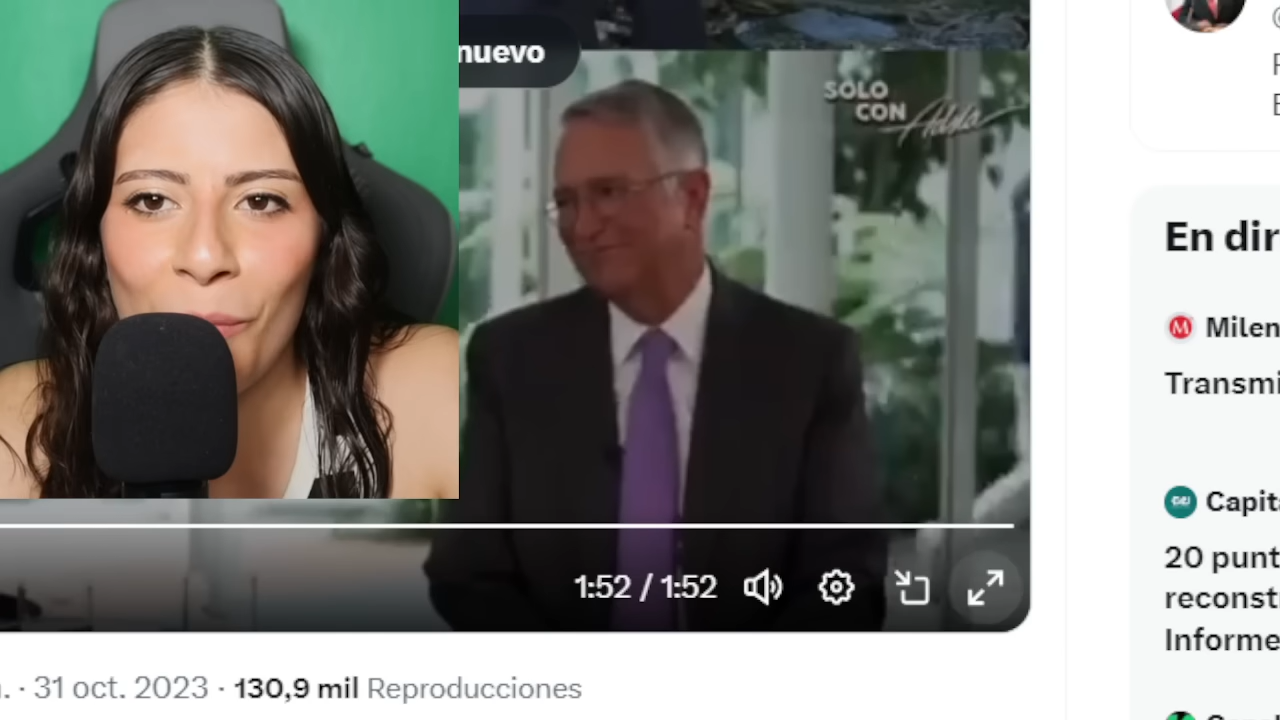 nuevo
SOLO
CON Adela
1:52 / 1:52
31 oct. 2023 · 130,9 mil Reproducciones
En dir
M Milen
Transmi
Capit
20 punt
reconst
Informe